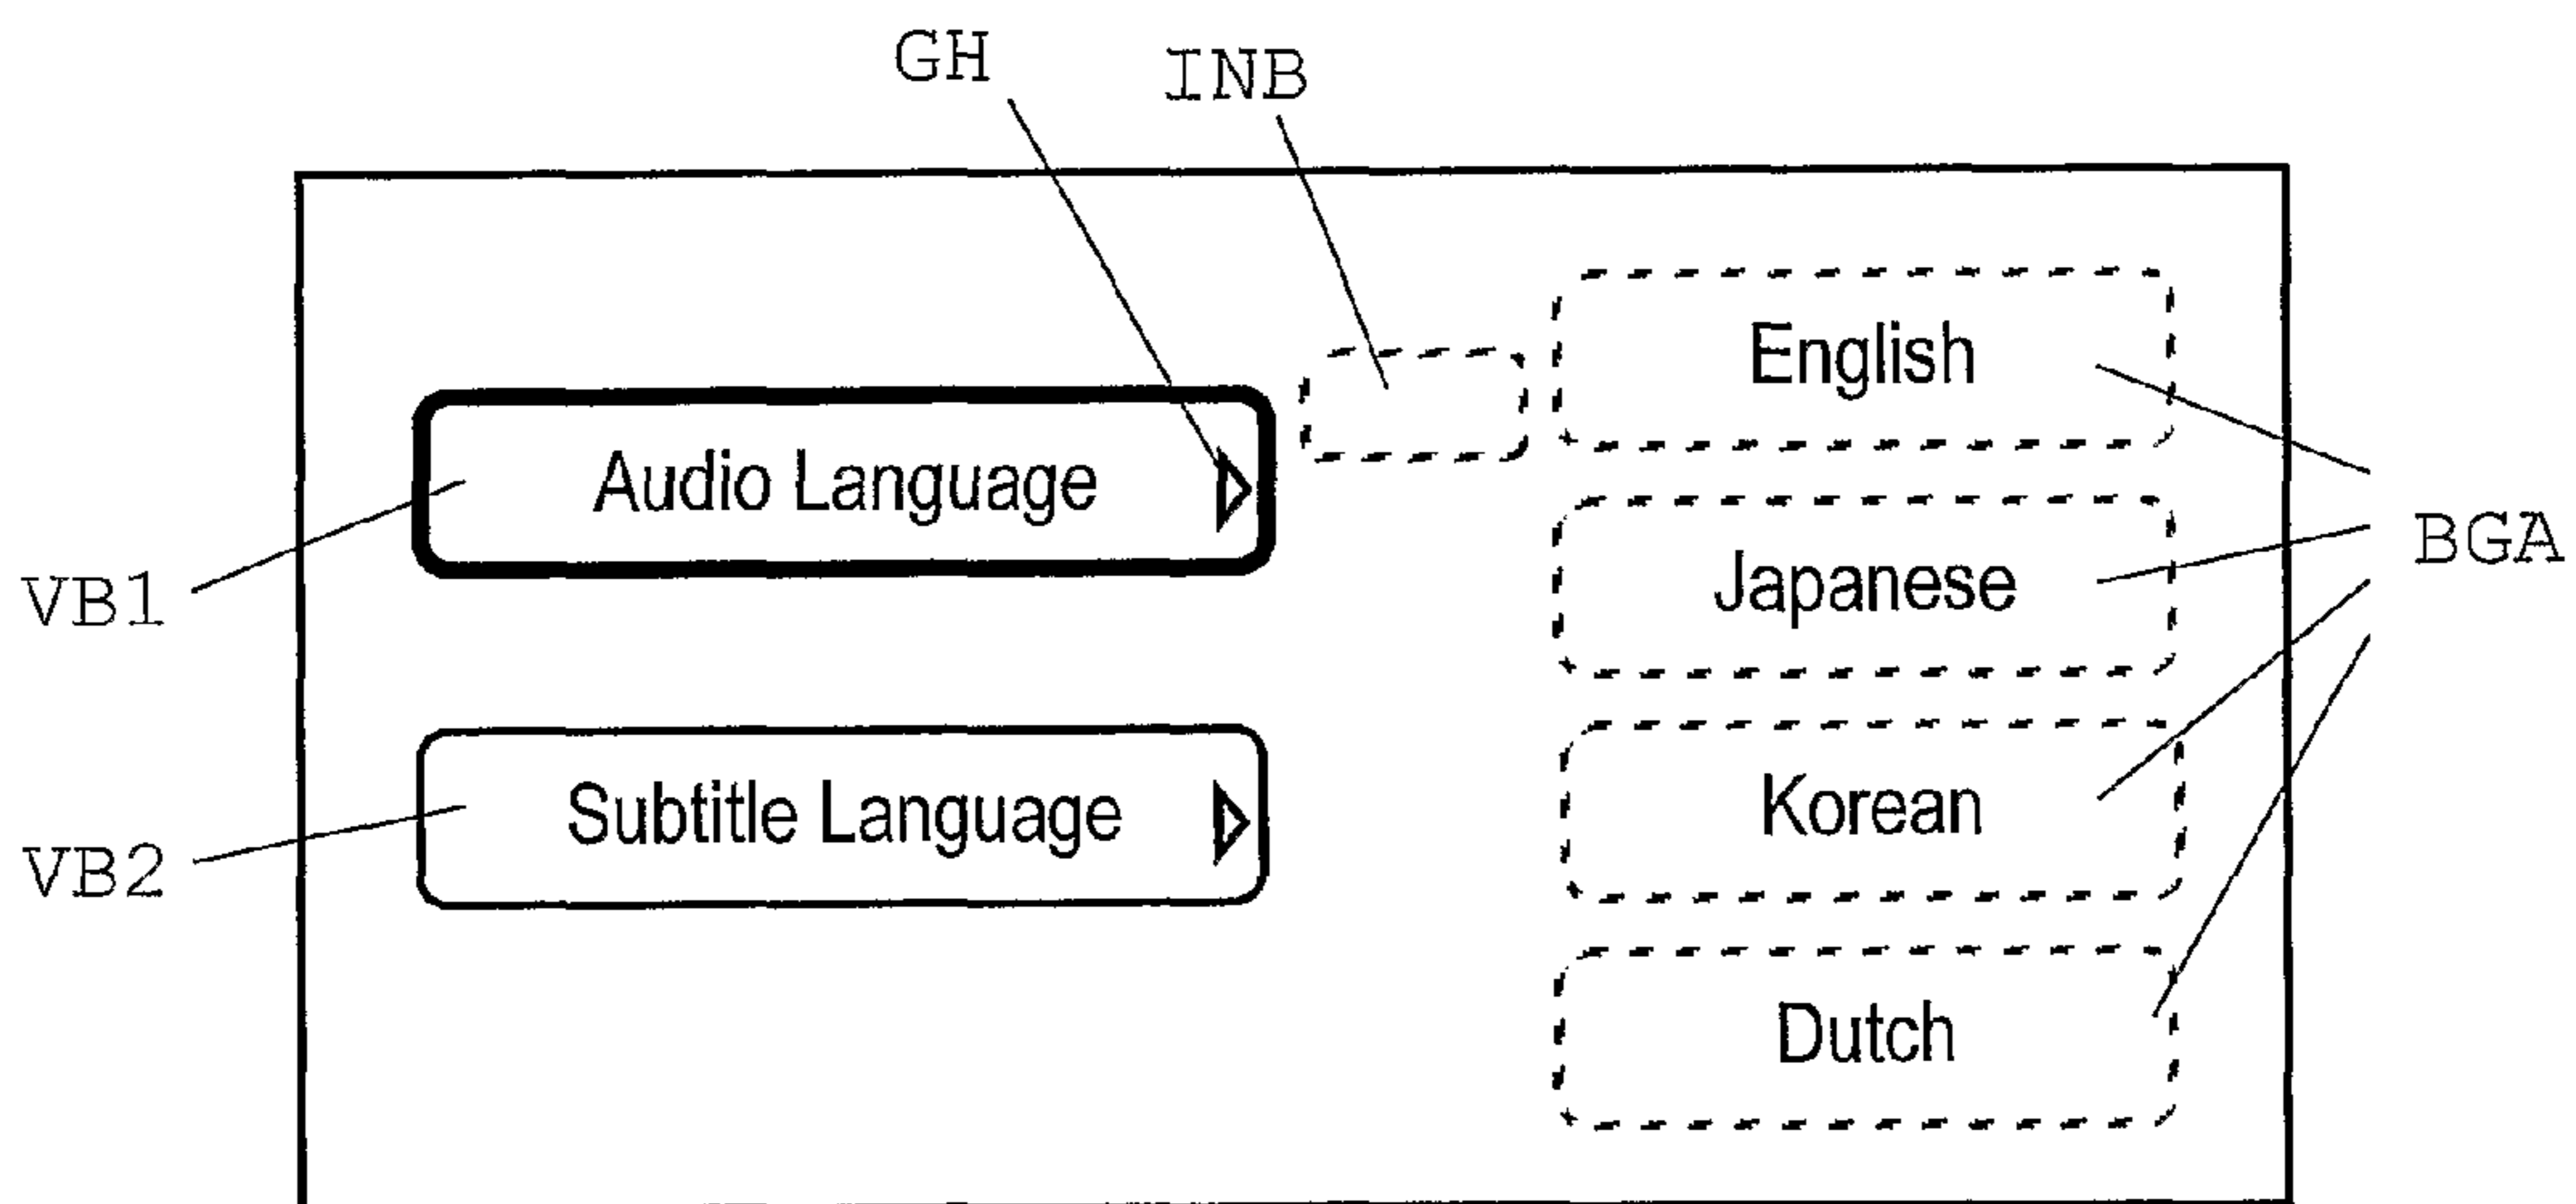 GH
INB
English
Audio Language
Japanese
BGA
VB1
Korean
Subtitle Language
VB2
Dutch